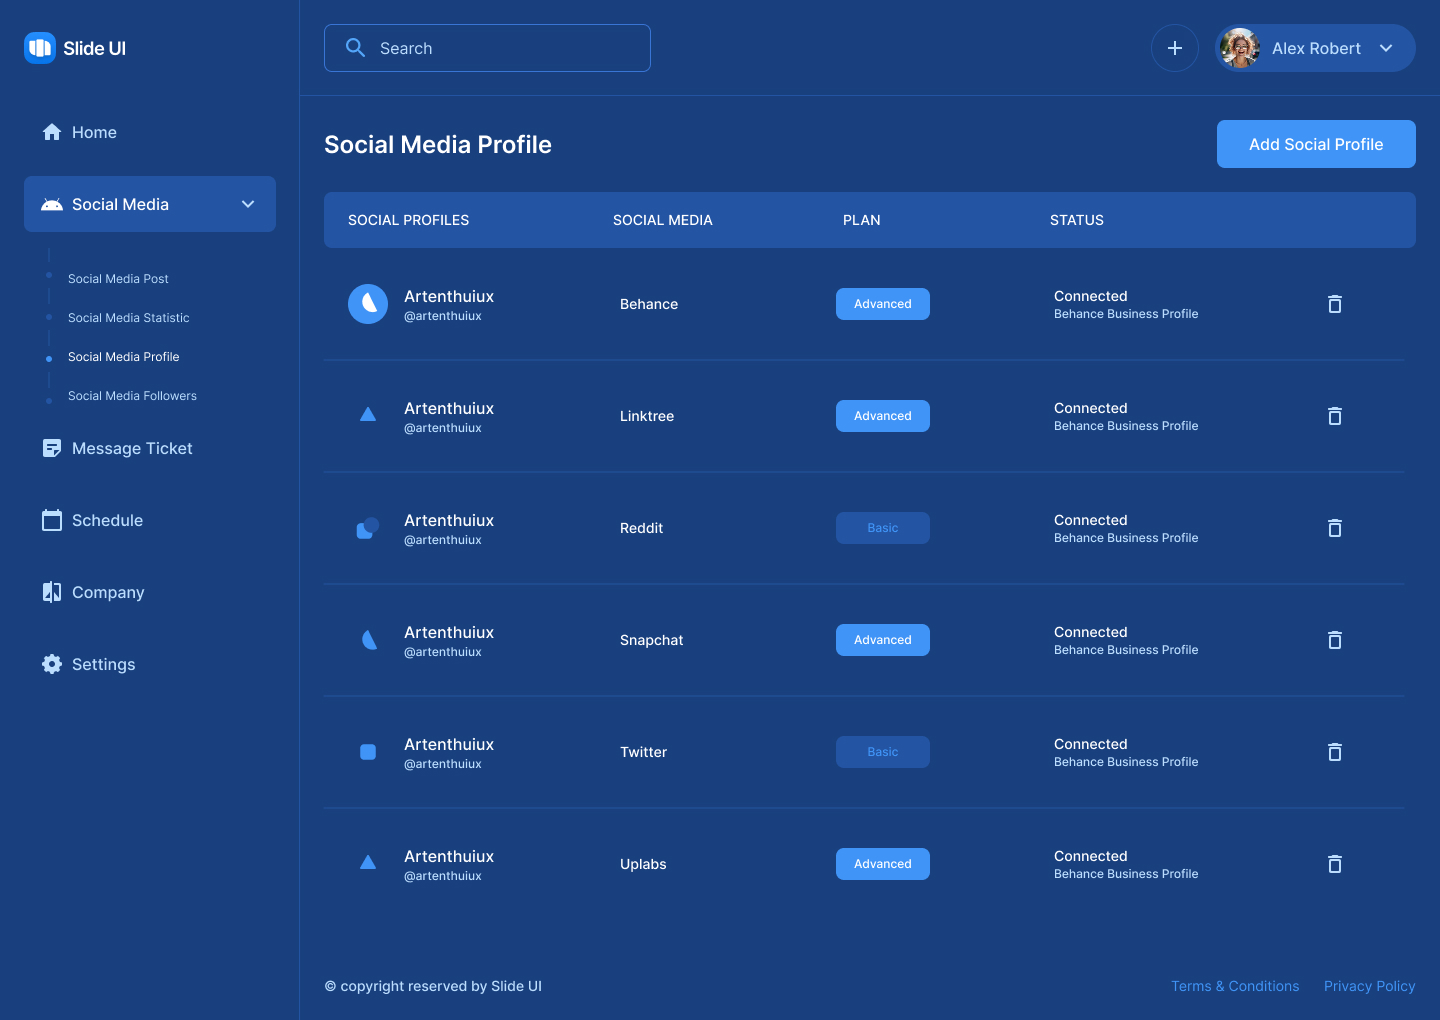 Slide UI
Search
Alex Robert
Home
Social Media
Social Media Post
Social Media Statistic
Social Media Profile
Social Media Followers
Message Ticket
Schedule
Company
Settings
Social Media Profile
Add Social Profile
SOCIAL PROFILES SOCIAL MEDIA PLAN STATUS
Artenthuiux
@artenthuiux
Behance
Advanced
Connected
Behance Business Profile
Artenthuiux
@artenthuiux
Linktree
Advanced
Connected
Behance Business Profile
Artenthuiux
@artenthuiux
Reddit
Basic
Connected
Behance Business Profile
Artenthuiux
@artenthuiux
Snapchat
Advanced
Connected
Behance Business Profile
Artenthuiux
@artenthuiux
Twitter
Basic
Connected
Behance Business Profile
Artenthuiux
@artenthuiux
Uplabs
Advanced
Connected
Behance Business Profile
© copyright reserved by Slide UI
Terms & Conditions
Privacy Policy